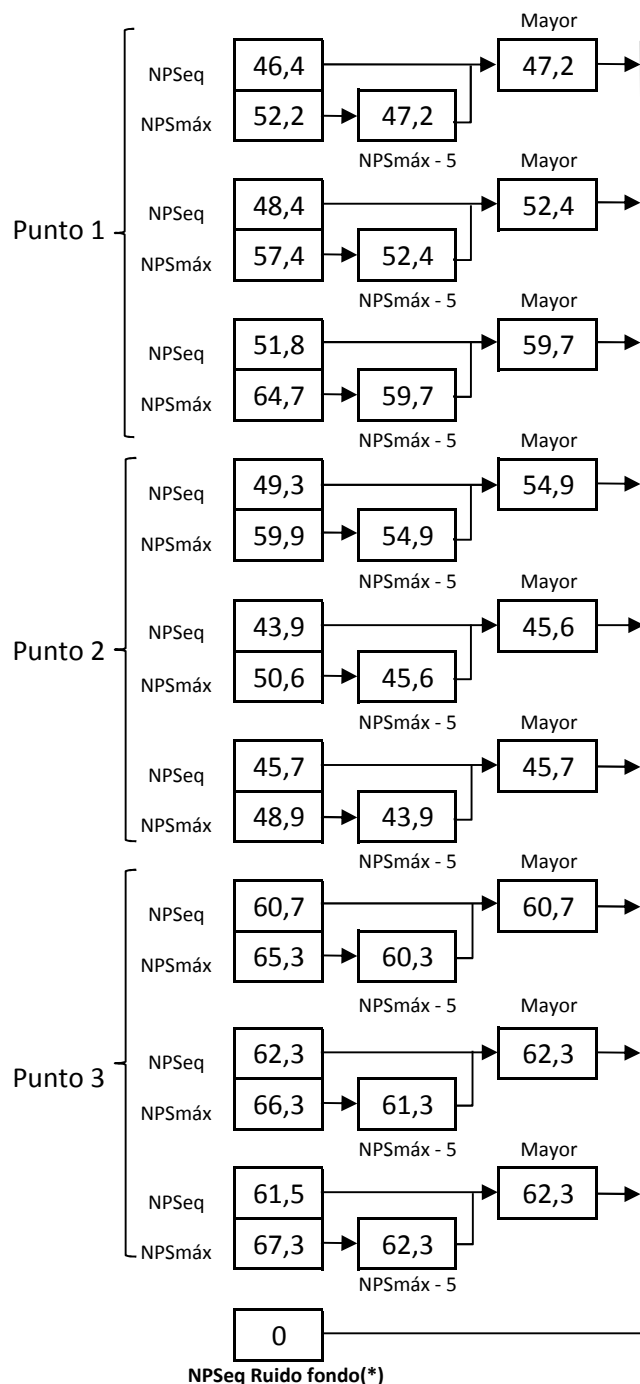 Mayor
NPSeq 46,4 47,2
NPSmáx 52,2 47,2
NPSmáx - 5
Mayor
NPSeq 48,4 52,4
Punto 1
NPSmáx 57,4 52,4
NPSmáx - 5
Mayor
NPSeq 51,8 59,7
NPSmáx 64,7 59,7
NPSmáx - 5
Mayor
NPSeq 49,3 54,9
NPSmáx 59,9 54,9
NPSmáx - 5
Mayor
NPSeq 43,9 45,6
Punto 2
NPSmáx 50,6 45,6
NPSmáx - 5
Mayor
NPSeq 45,7 45,7
NPSmáx 48,9 43,9
NPSmáx - 5
Mayor
NPSeq 60,7 60,7
NPSmáx 65,3 60,3
NPSmáx - 5
Mayor
NPSeq 62,3 62,3
Punto 3
NPSmáx 66,3 61,3
NPSmáx - 5
Mayor
NPSeq 61,5 62,3
NPSmáx 67,3 62,3
NPSmáx - 5
0
NPSeq Ruido fondo(*)